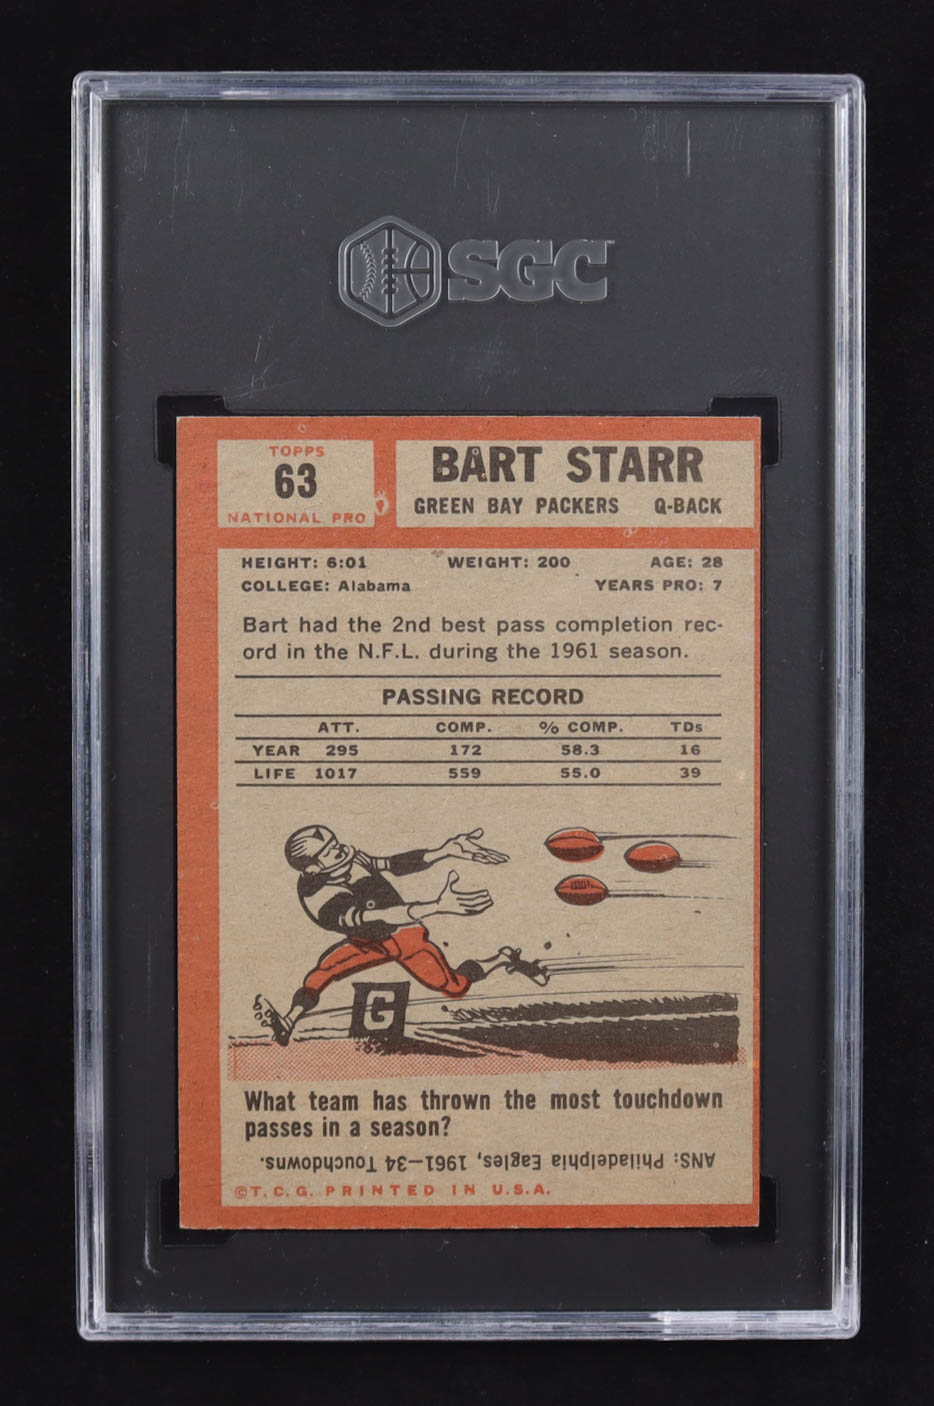 SGC
TOPPS
63
NATIONAL PRO
BART STARR
GREEN BAY PACKERS Q-BACK
HEIGHT: 6:01 WEIGHT: 200 AGE: 28
COLLEGE: Alabama YEARS PRO: 7
Bart had the 2nd best pass completion rec-
ord in the N.F.L. during the 1961 season.
PASSING RECORD
ATT. COMP. % COMP. TDs
YEAR 295 172 58.3 16
LIFE 1017 559 55.0 39
G
What team has thrown the most touchdown
passes in a season?
ANS: Philadelphia Eagles, 1961—34 Touchdowns.
©T.C.G. PRINTED IN U.S.A.